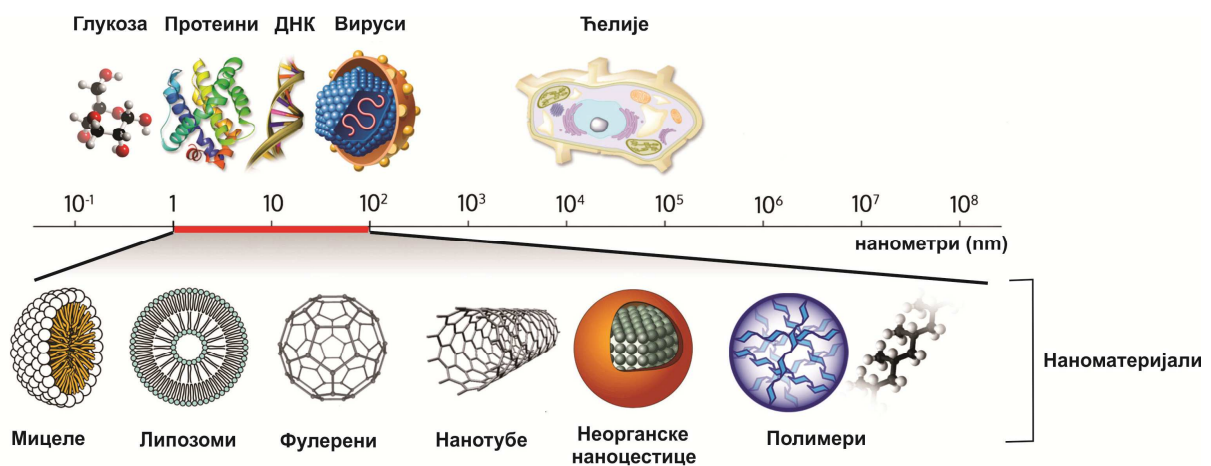 Глукоза Протеини ДНК Вируси Ћелије
10⁻¹ 1 10 10² 10³ 10⁴ 10⁵ 10⁶ 10⁷ 10⁸
нанометри (nm)
Наноматеријали
Мицеле Липозоми Фулерени Нанотубе Неорганске наноцестице Полимери